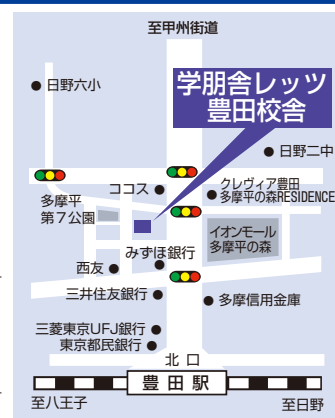 至甲州街道
学朋舎レッツ
豊田校舎
日野六小
日野二中
ココス
クレヴィア豊田
多摩平の森RESIDENCE
多摩平
第7公園
イオンモール
多摩平の森
みずほ銀行
西友
三井住友銀行
多摩信用金庫
三菱東京UFJ銀行
東京都民銀行
北口
豊田駅
至八王子
至日野